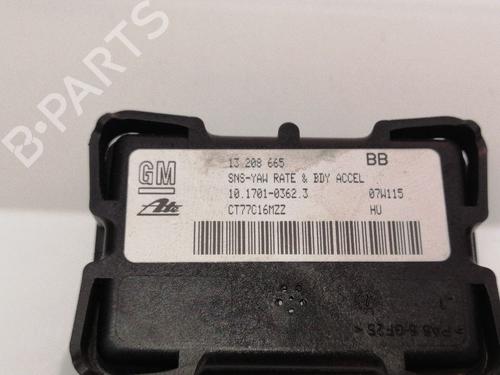 B-PARTS
GM
13 208 665 BB
SNS-YAW RATE & BDY ACCEL
10.1701-0362.3 07W115
Ate CT77C16MZZ HU